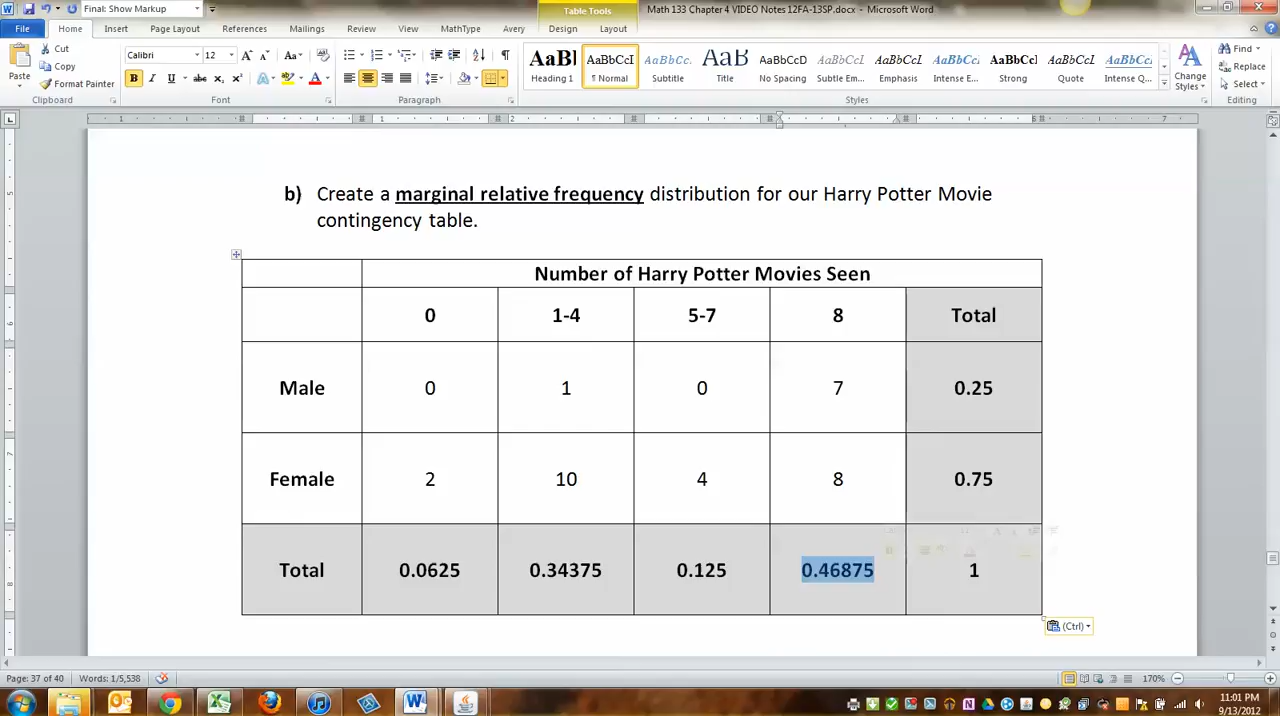 Table Tools
Math 133 Chapter 4 VIDEO Notes 12FA-13SP.docx - Microsoft Word
Final: Show Markup
File Home Insert Page Layout References Mailings Review View MathType Avery Design Layout
Paste
Cut
Copy
Format Painter
Calibri 12
AaBl AaBbCcI AaBbCc AaB AaBbCcD AaBbCcI AaBbCcI AaBbCcI AaBbCcI AaBbCcI AaBbCcI
Heading 1 ¶ Normal Subtitle Title No Spacing Subtle Em... Emphasis Intense E... Strong Quote Intense Q...
Change Styles
Find
Replace
Select
Clipboard Font Paragraph Styles Editing
b) Create a marginal relative frequency distribution for our Harry Potter Movie
contingency table.
Number of Harry Potter Movies Seen
0 1-4 5-7 8 Total
Male 0 1 0 7 0.25
Female 2 10 4 8 0.75
Total 0.0625 0.34375 0.125 0.46875 1
(Ctrl)
Page: 37 of 40 Words: 1/5,538 170%
11:01 PM
9/13/2012